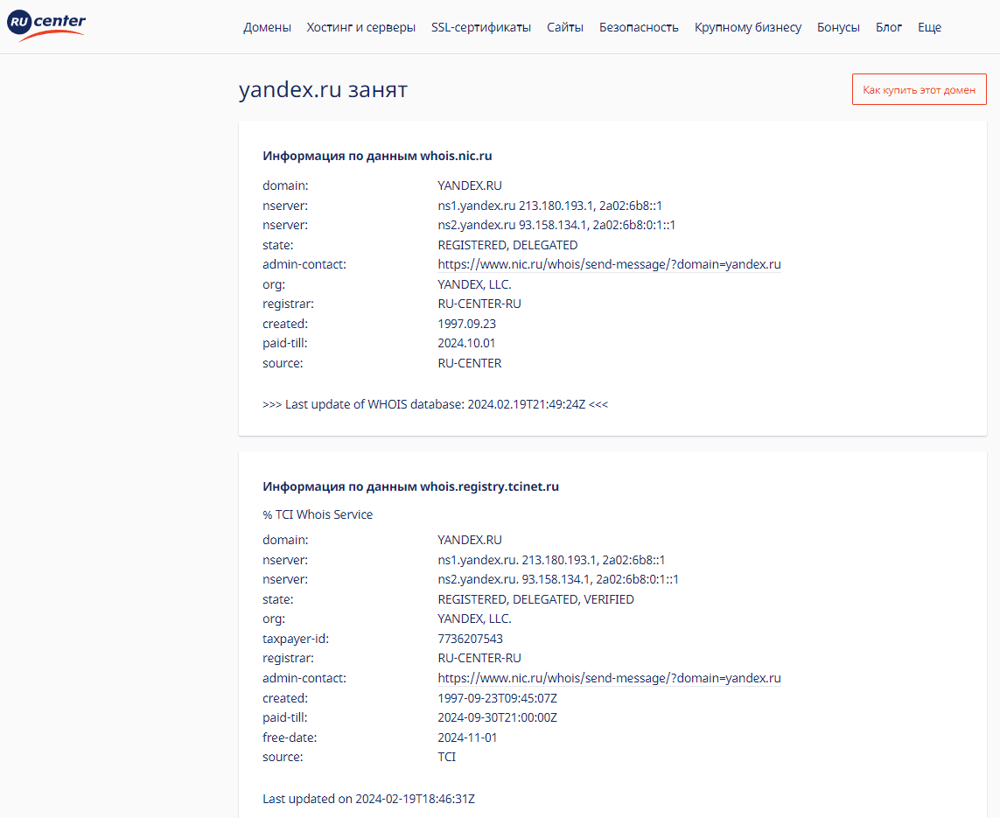 RU center
Домены Хостинг и серверы SSL-сертификаты Сайты Безопасность Крупному бизнесу Бонусы Блог Еще
yandex.ru занят
Как купить этот домен
Информация по данным whois.nic.ru
domain: YANDEX.RU
nserver: ns1.yandex.ru 213.180.193.1, 2a02:6b8::1
nserver: ns2.yandex.ru 93.158.134.1, 2a02:6b8:0:1::1
state: REGISTERED, DELEGATED
admin-contact: https://www.nic.ru/whois/send-message/?domain=yandex.ru
org: YANDEX, LLC.
registrar: RU-CENTER-RU
created: 1997.09.23
paid-till: 2024.10.01
source: RU-CENTER
>>> Last update of WHOIS database: 2024.02.19T21:49:24Z <<<
Информация по данным whois.registry.tcinet.ru
% TCI Whois Service
domain: YANDEX.RU
nserver: ns1.yandex.ru. 213.180.193.1, 2a02:6b8::1
nserver: ns2.yandex.ru. 93.158.134.1, 2a02:6b8:0:1::1
state: REGISTERED, DELEGATED, VERIFIED
org: YANDEX, LLC.
taxpayer-id: 7736207543
registrar: RU-CENTER-RU
admin-contact: https://www.nic.ru/whois/send-message/?domain=yandex.ru
created: 1997-09-23T09:45:07Z
paid-till: 2024-09-30T21:00:00Z
free-date: 2024-11-01
source: TCI
Last updated on 2024-02-19T18:46:31Z